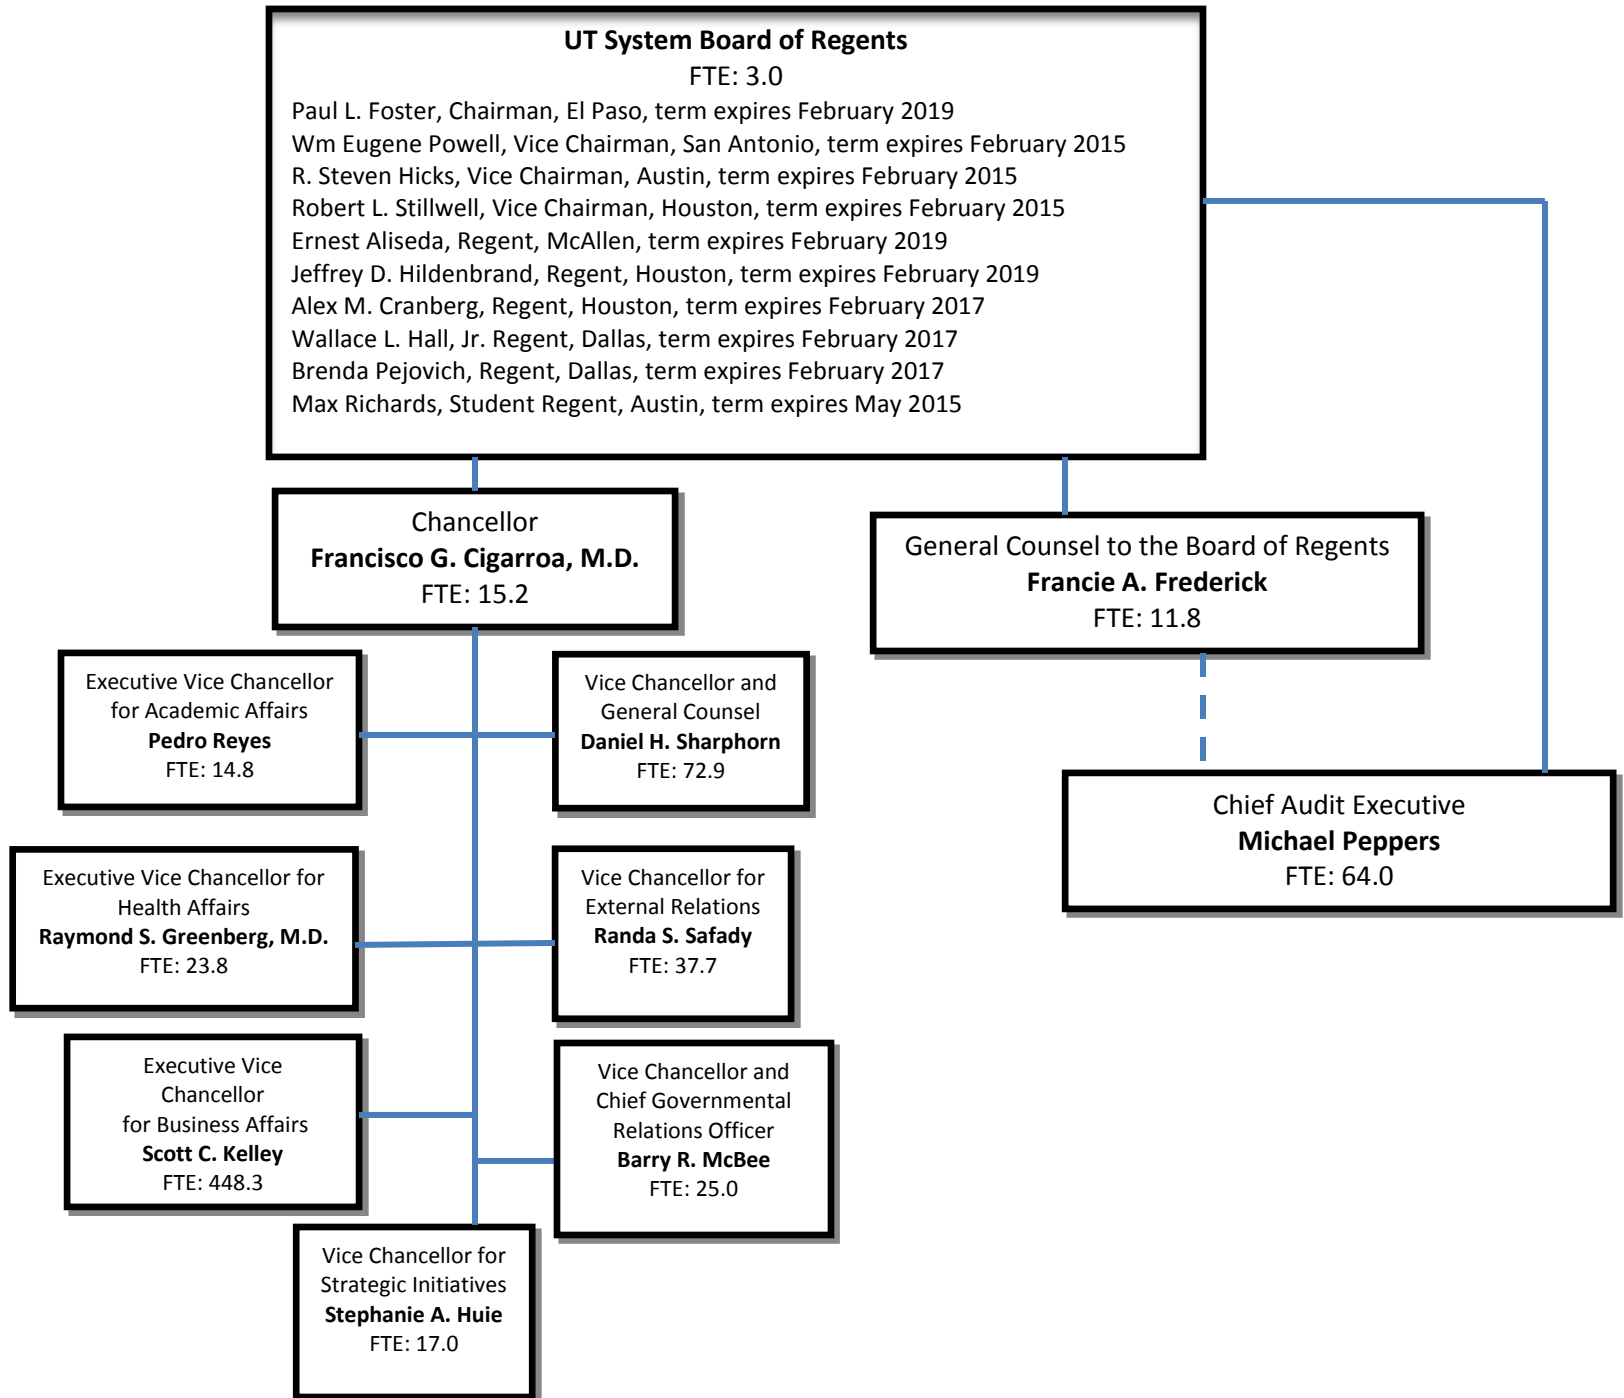 UT System Board of Regents
FTE: 3.0
Paul L. Foster, Chairman, El Paso, term expires February 2019
Wm Eugene Powell, Vice Chairman, San Antonio, term expires February 2015
R. Steven Hicks, Vice Chairman, Austin, term expires February 2015
Robert L. Stillwell, Vice Chairman, Houston, term expires February 2015
Ernest Aliseda, Regent, McAllen, term expires February 2019
Jeffrey D. Hildenbrand, Regent, Houston, term expires February 2019
Alex M. Cranberg, Regent, Houston, term expires February 2017
Wallace L. Hall, Jr. Regent, Dallas, term expires February 2017
Brenda Pejovich, Regent, Dallas, term expires February 2017
Max Richards, Student Regent, Austin, term expires May 2015
Chancellor
Francisco G. Cigarroa, M.D.
FTE: 15.2
General Counsel to the Board of Regents
Francie A. Frederick
FTE: 11.8
Executive Vice Chancellor
for Academic Affairs
Pedro Reyes
FTE: 14.8
Vice Chancellor and
General Counsel
Daniel H. Sharphorn
FTE: 72.9
Chief Audit Executive
Michael Peppers
FTE: 64.0
Executive Vice Chancellor for
Health Affairs
Raymond S. Greenberg, M.D.
FTE: 23.8
Vice Chancellor for
External Relations
Randa S. Safady
FTE: 37.7
Executive Vice
Chancellor
for Business Affairs
Scott C. Kelley
FTE: 448.3
Vice Chancellor and
Chief Governmental
Relations Officer
Barry R. McBee
FTE: 25.0
Vice Chancellor for
Strategic Initiatives
Stephanie A. Huie
FTE: 17.0